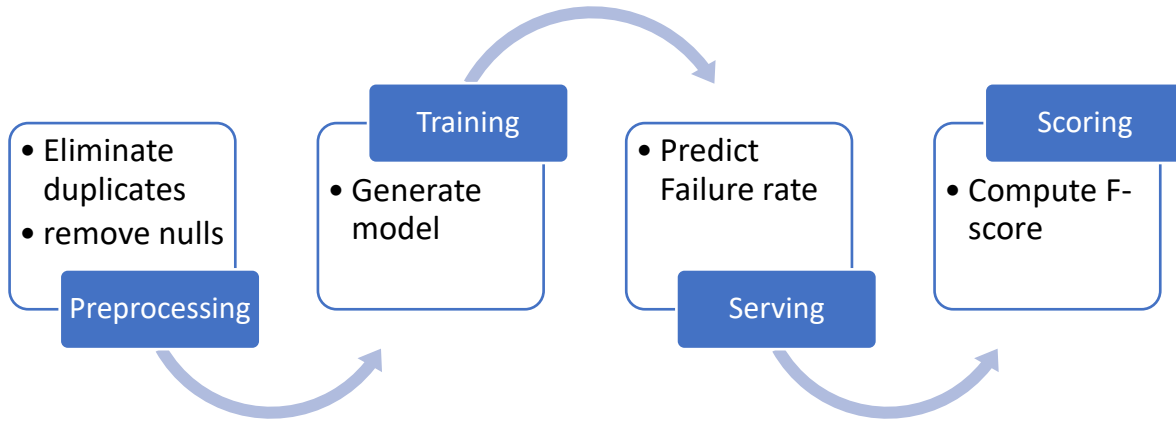 • Eliminate
duplicates
• remove nulls
Preprocessing
Training
• Generate
model
• Predict
Failure rate
Serving
Scoring
• Compute F-
score